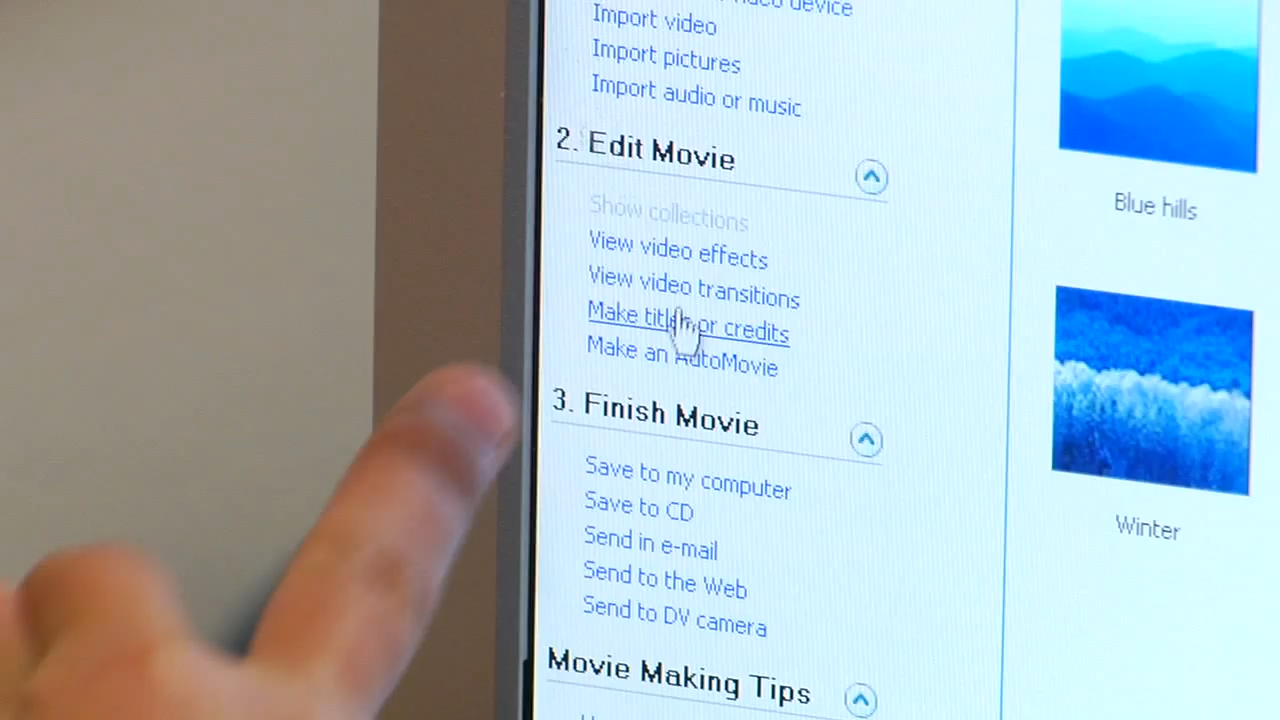 video device
Import video
Import pictures
Import audio or music
2. Edit Movie
Show collections
View video effects
View video transitions
Make titles or credits
Make an AutoMovie
3. Finish Movie
Save to my computer
Save to CD
Send in e-mail
Send to the Web
Send to DV camera
Movie Making Tips
Blue hills
Winter